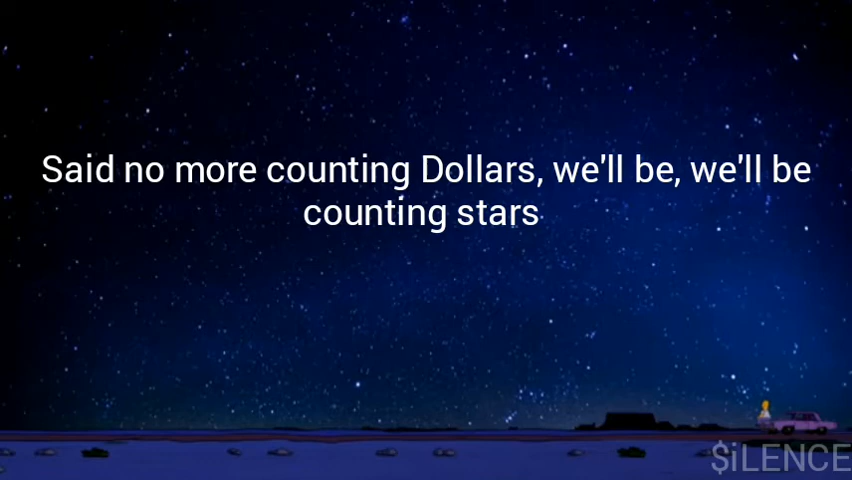 Said no more counting Dollars, we'll be, we'll be
counting stars
$iLENCE